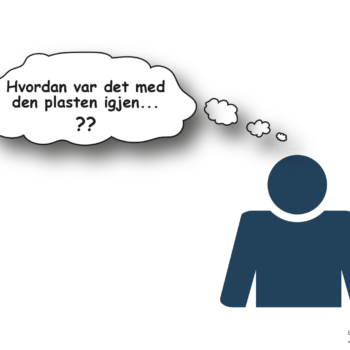 Hvordan var det med
den plasten igjen...
??